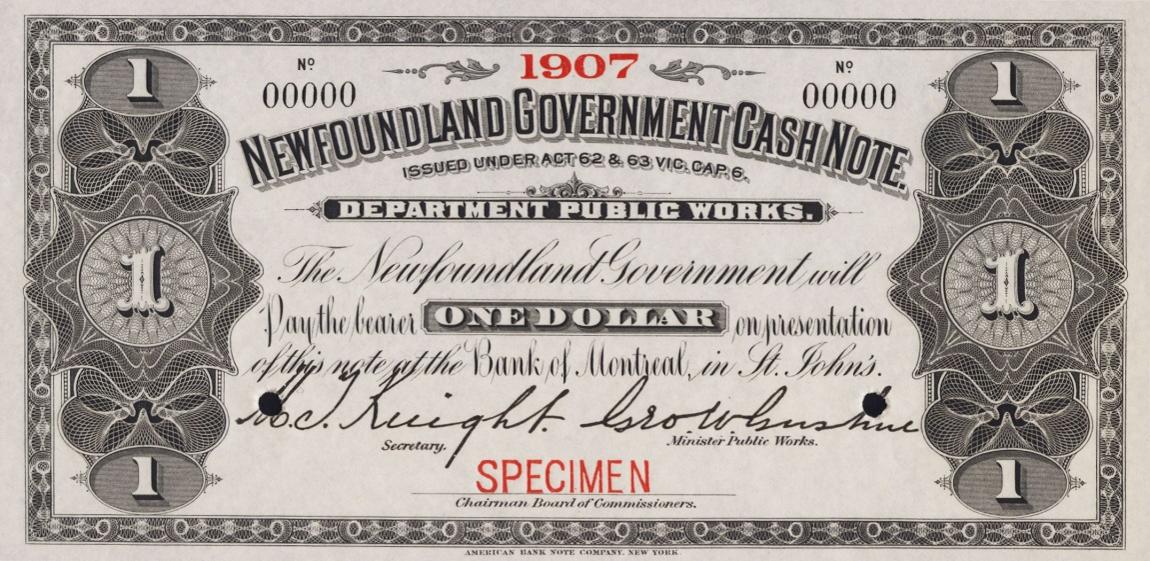 1 1907 1
Nº Nº
00000 00000
NEWFOUNDLAND GOVERNMENT CASH NOTE.
ISSUED UNDER ACT 62 & 63 VIC. CAP. 6.
DEPARTMENT PUBLIC WORKS.
The Newfoundland Government will
1 1
Pay the bearer ONE DOLLAR on presentation
of this note at the Bank of Montreal, in St. John's.
Knight. Geo W
Secretary. Minister Public Works.
1 SPECIMEN 1
Chairman Board of Commissioners.
AMERICAN BANK NOTE COMPANY. NEW YORK.